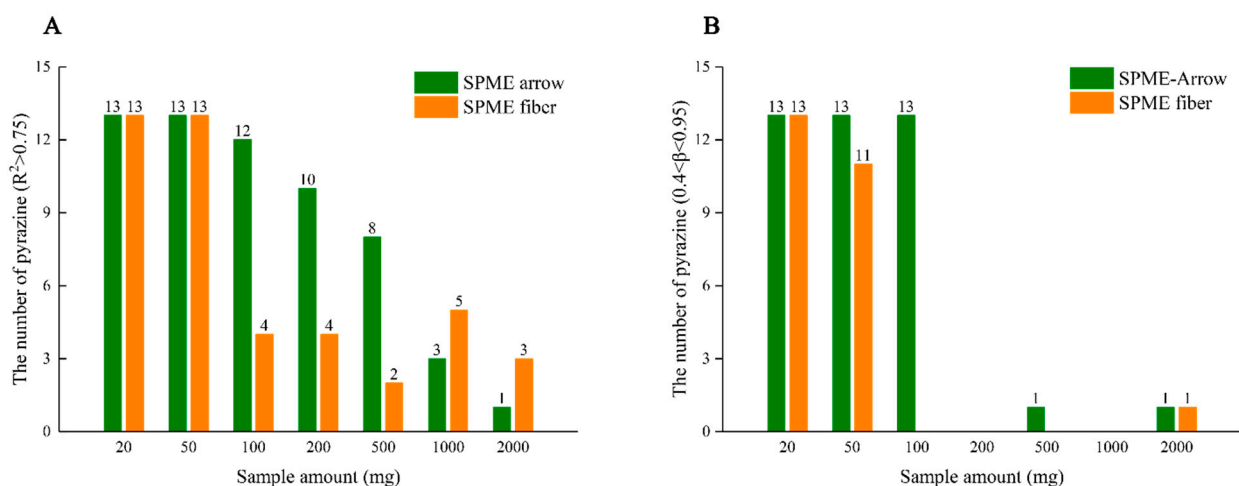 A
The number of pyrazine (R²>0.75)
15
12
9
6
3
0
SPME arrow
SPME fiber
13 13 13 13 12 4 10 4 8 2 3 5 1 3
20 50 100 200 500 1000 2000
Sample amount (mg)
B
The number of pyrazine (0.4<β<0.95)
15
12
9
6
3
0
SPME-Arrow
SPME fiber
13 13 13 11 13 1 1 1
20 50 100 200 500 1000 2000
Sample amount (mg)